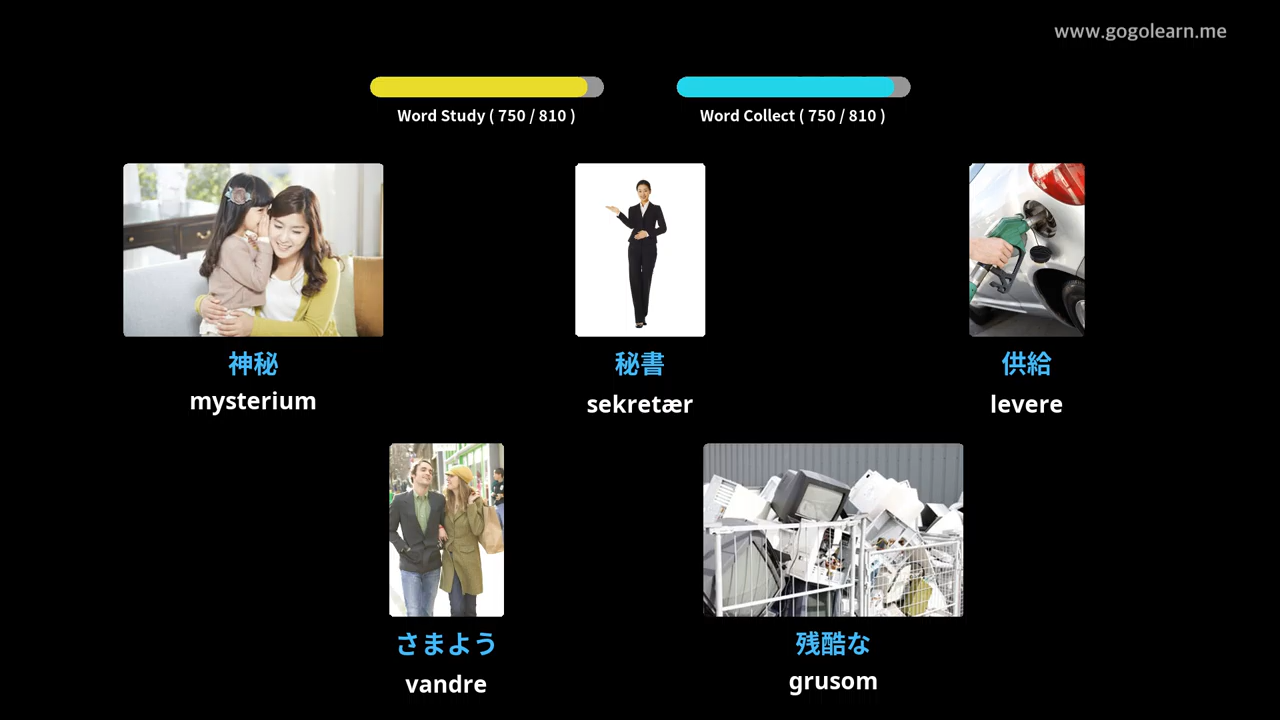 www.gogolearn.me
Word Study ( 750 / 810 )
Word Collect ( 750 / 810 )
神秘
mysterium
秘書
sekretær
供給
levere
さまよう
vandre
残酷な
grusom